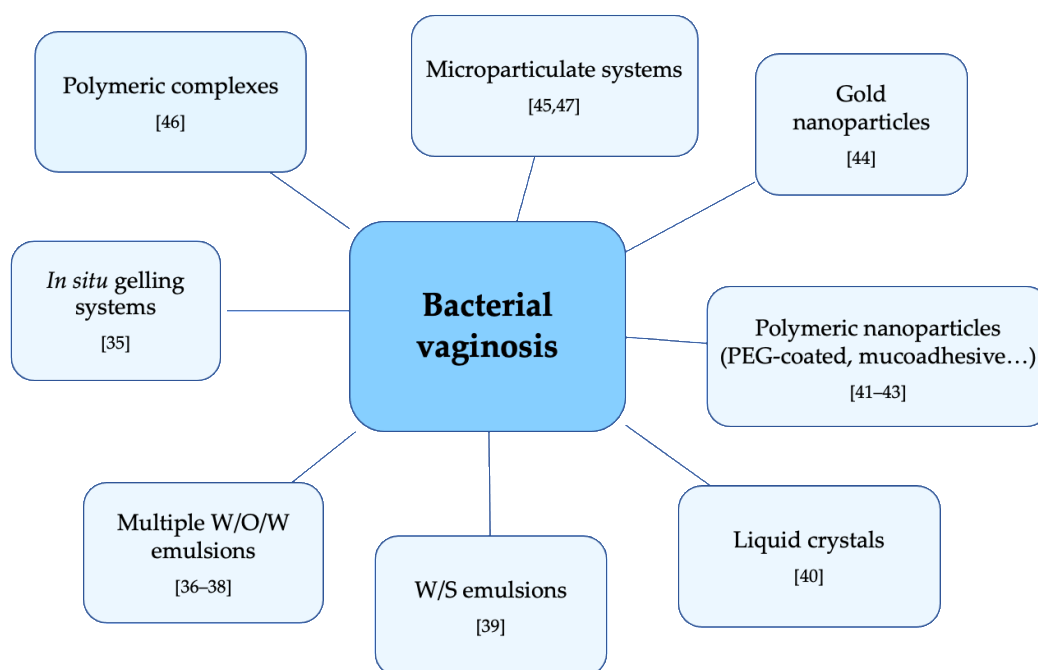 Polymeric complexes
[46]
Microparticulate systems
[45,47]
Gold
nanoparticles
[44]
In situ gelling
systems
[35]
Bacterial
vaginosis
Polymeric nanoparticles
(PEG-coated, mucoadhesive…)
[41–43]
Multiple W/O/W
emulsions
[36–38]
W/S emulsions
[39]
Liquid crystals
[40]